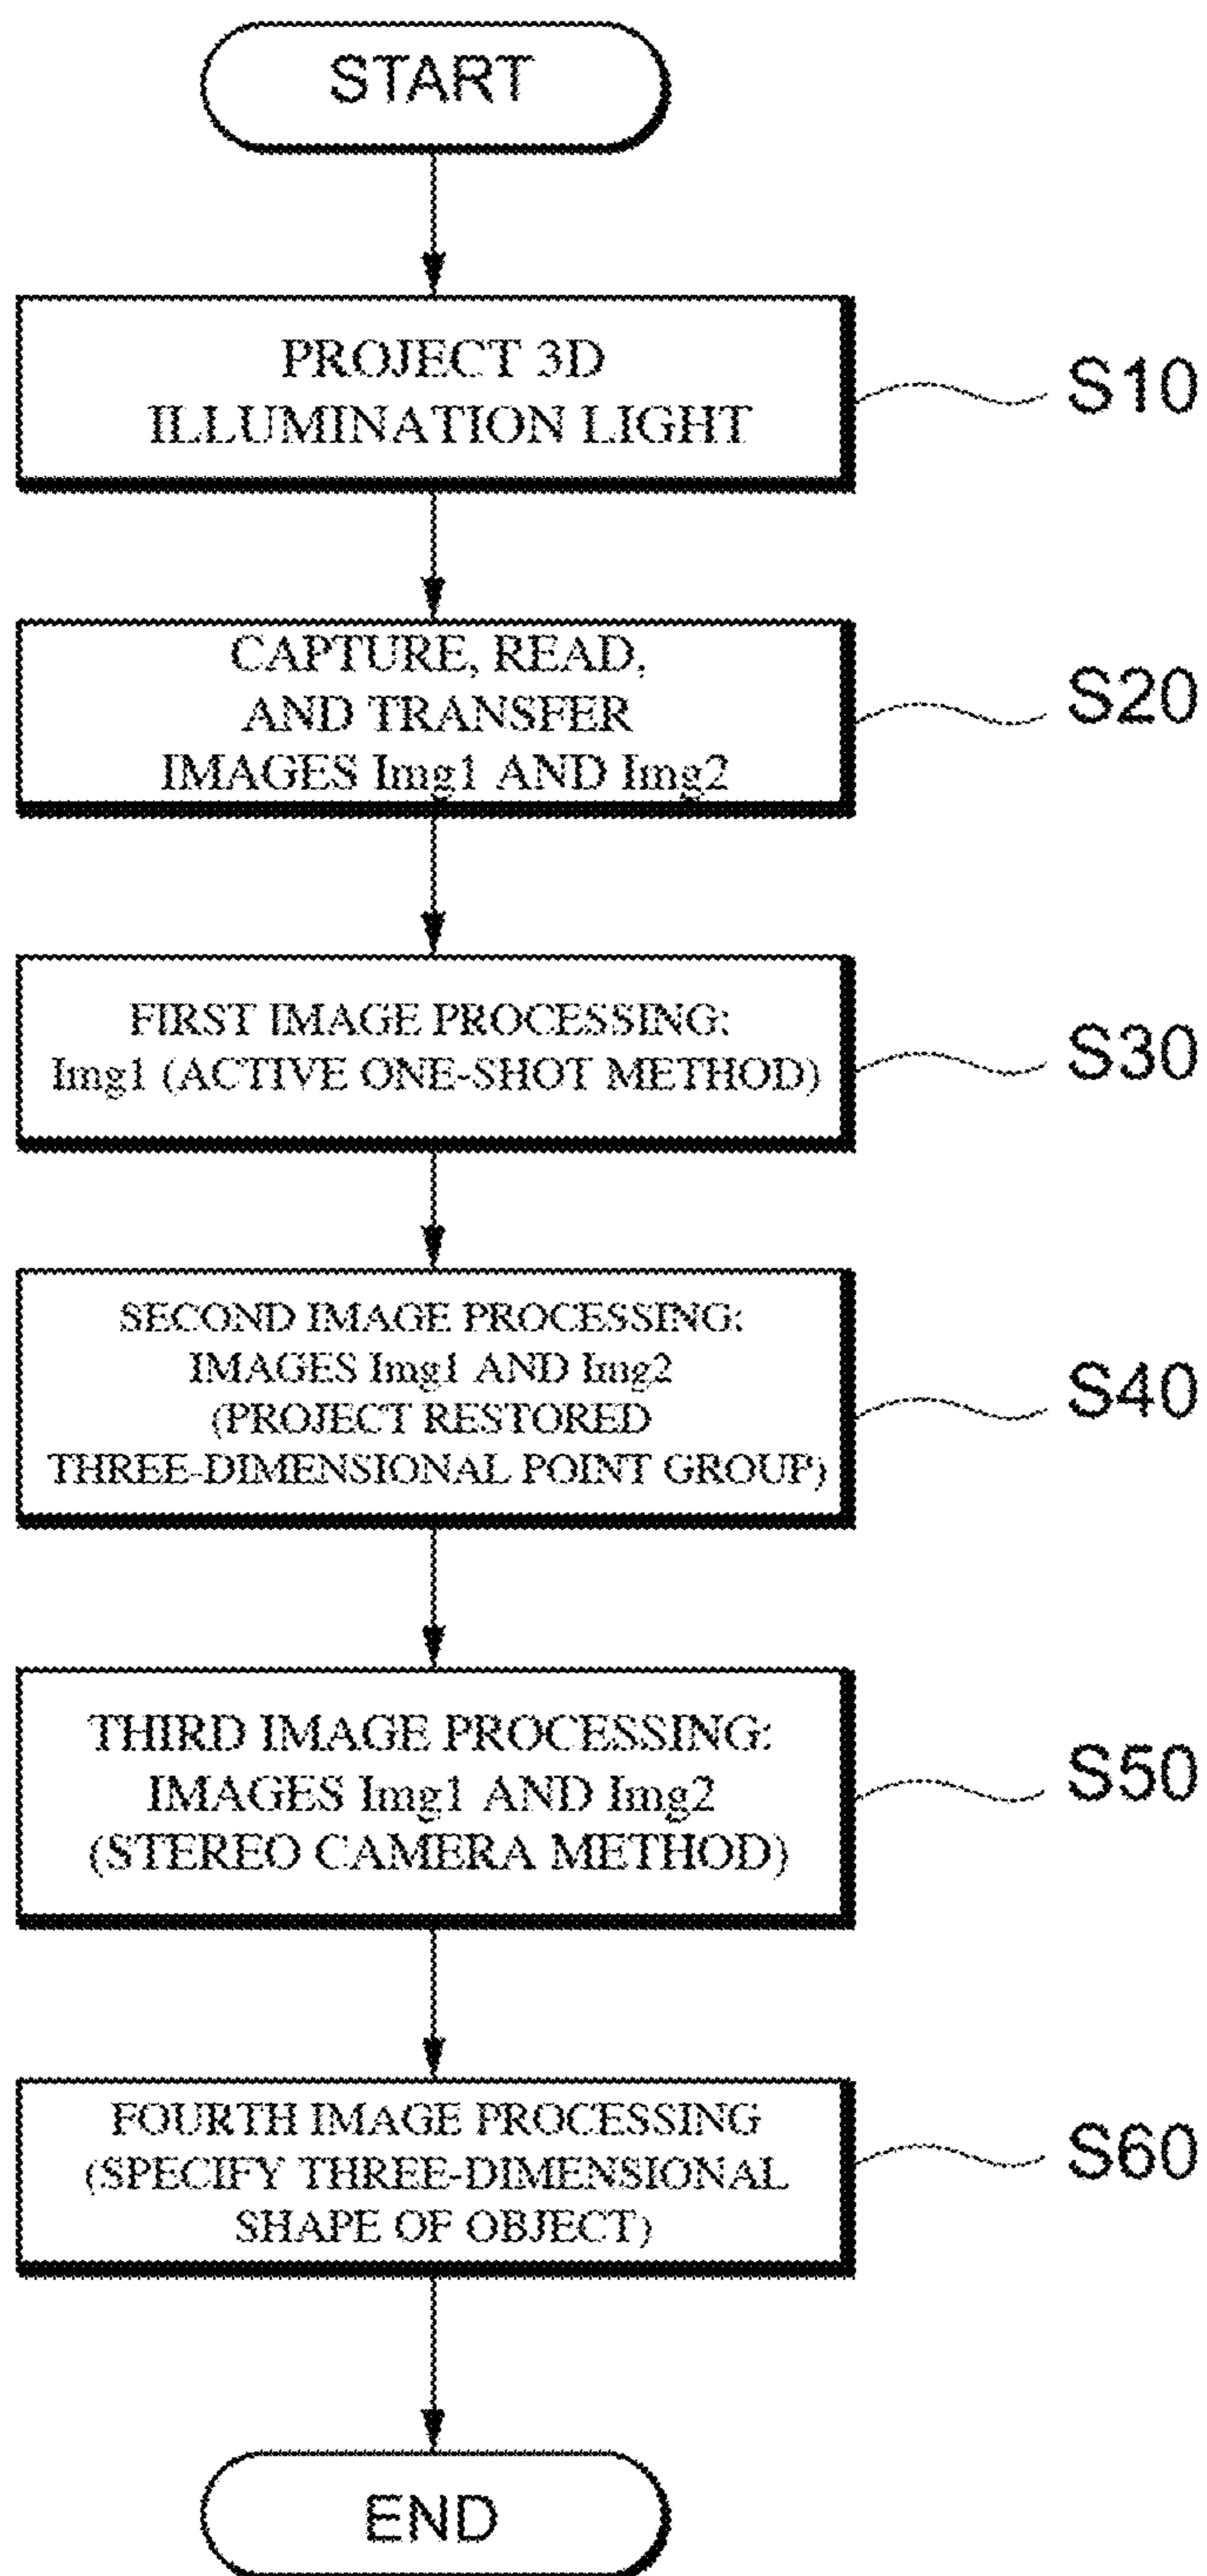 START
PROJECT 3D
ILLUMINATION LIGHT
S10
CAPTURE, READ,
AND TRANSFER
IMAGES Img1 AND Img2
S20
FIRST IMAGE PROCESSING:
Img1 (ACTIVE ONE-SHOT METHOD)
S30
SECOND IMAGE PROCESSING:
IMAGES Img1 AND Img2
(PROJECT RESTORED
THREE-DIMENSIONAL POINT GROUP)
S40
THIRD IMAGE PROCESSING:
IMAGES Img1 AND Img2
(STEREO CAMERA METHOD)
S50
FOURTH IMAGE PROCESSING
(SPECIFY THREE-DIMENSIONAL
SHAPE OF OBJECT)
S60
END